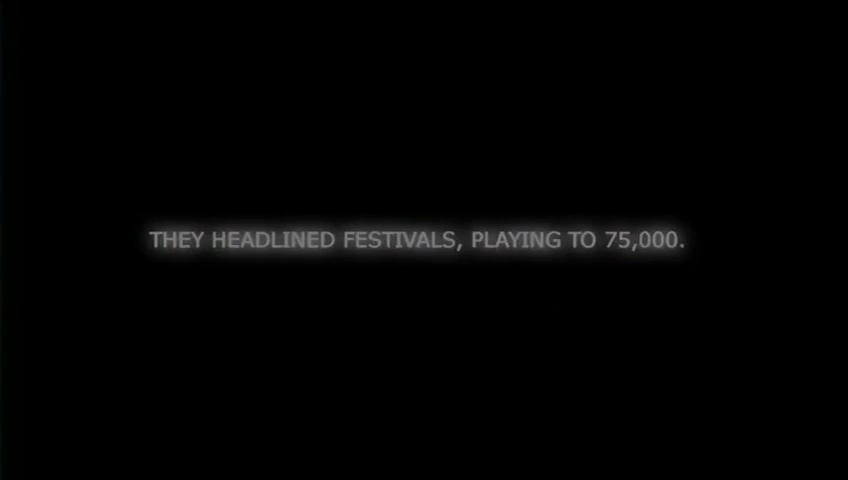 THEY HEADLINED FESTIVALS, PLAYING TO 75,000.